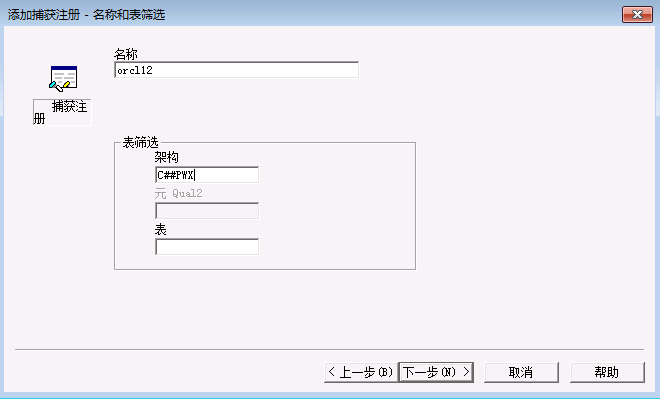 添加捕获注册 - 名称和表筛选
名称
orcl12
捕获注
册
表筛选
架构
C##PWX
元 Qual2
表
< 上一步(B)
下一步(N) >
取消
帮助